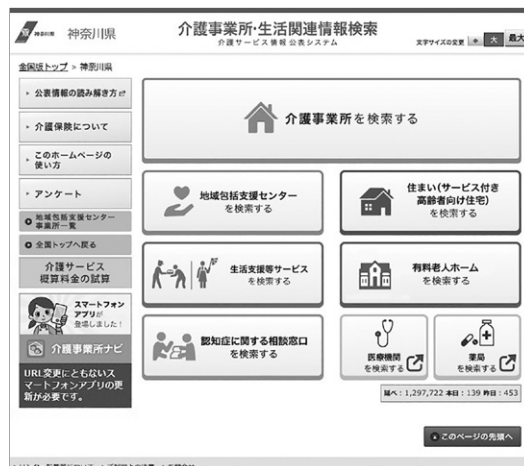 神奈川県
介護事業所・生活関連情報検索
介護サービス情報公表システム
文字サイズの変更
大
最大
全国版トップ > 神奈川県
公表情報の読み解き方
介護保険について
このホームページの
使い方
アンケート
地域包括支援センター
事業所一覧
全国トップへ戻る
介護サービス
概算料金の試算
スマートフォン
アプリが
登場しました！
介護事業所ナビ
URL変更にともないス
マートフォンアプリの更
新が必要です。
介護事業所を検索する
地域包括支援センター
を検索する
住まい(サービス付き
高齢者向け住宅)
を検索する
生活支援等サービス
を検索する
有料老人ホーム
を検索する
認知症に関する相談窓口
を検索する
医療機関
を検索する
薬局
を検索する
延べ : 1,297,722 本日 : 139 昨日 : 453
このページの先頭へ